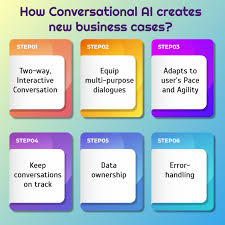 How Conversational AI creates
new business cases?
STEP01
STEP02
STEP03
Two-way,
Interactive
Conversation
Equip
multi-purpose
dialogues
Adapts to
user's Pace
and Agility
STEP04
STEP05
STEP06
Keep
conversations
on track
Data
ownership
Error-
handling